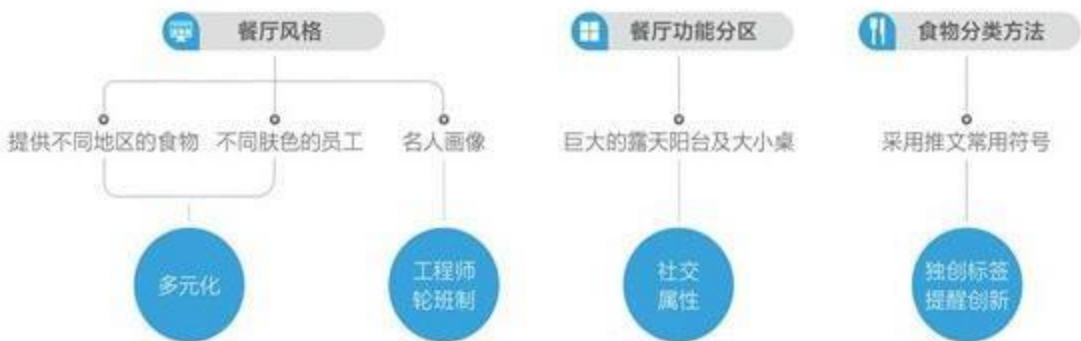 餐厅风格
餐厅功能分区
食物分类方法
提供不同地区的食物
不同肤色的员工
名人画像
巨大的露天阳台及大小桌
采用推文常用符号
多元化
工程师
轮班制
社交
属性
独创标签
提醒创新